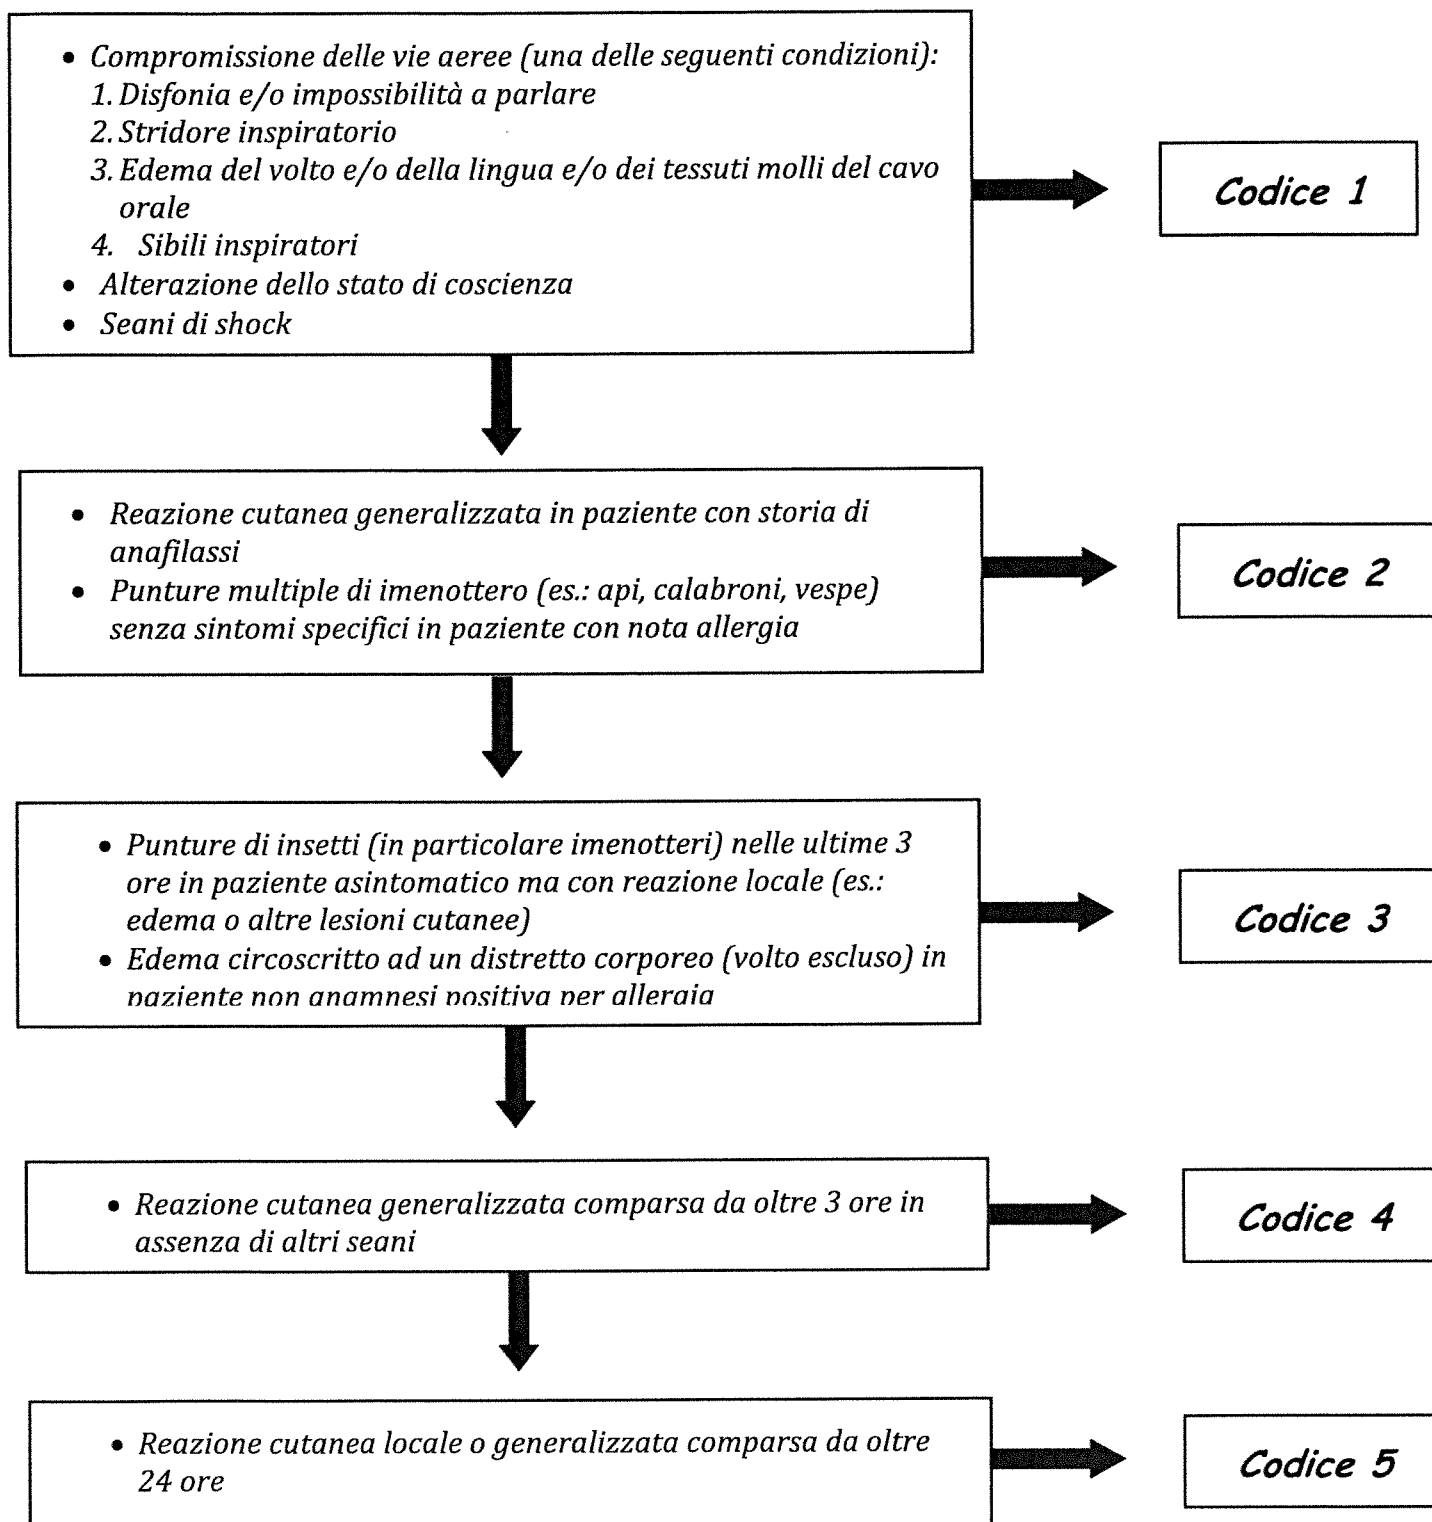 • Compromissione delle vie aeree (una delle seguenti condizioni):
1. Disfonia e/o impossibilità a parlare
2. Stridore inspiratorio
3. Edema del volto e/o della lingua e/o dei tessuti molli del cavo
orale
4. Sibili inspiratori
• Alterazione dello stato di coscienza
• Seani di shock
Codice 1
• Reazione cutanea generalizzata in paziente con storia di
anafilassi
• Punture multiple di imenottero (es.: api, calabroni, vespe)
senza sintomi specifici in paziente con nota allergia
Codice 2
• Punture di insetti (in particolare imenotteri) nelle ultime 3
ore in paziente asintomatico ma con reazione locale (es.:
edema o altre lesioni cutanee)
• Edema circoscritto ad un distretto corporeo (volto escluso) in
paziente non anamnesi positiva per allergia
Codice 3
• Reazione cutanea generalizzata comparsa da oltre 3 ore in
assenza di altri seani
Codice 4
• Reazione cutanea locale o generalizzata comparsa da oltre
24 ore
Codice 5